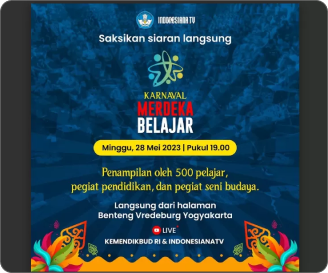 INDONESIANA TV
Saksikan siaran langsung
KARNAVAL
MERDEKA
BELAJAR
Minggu, 28 Mei 2023 | Pukul 19.00
Penampilan oleh 500 pelajar,
pegiat pendidikan, dan pegiat seni budaya.
Langsung dari halaman
Benteng Vredeburg Yogyakarta
LIVE
KEMENDIKBUD RI & INDONESIANATV